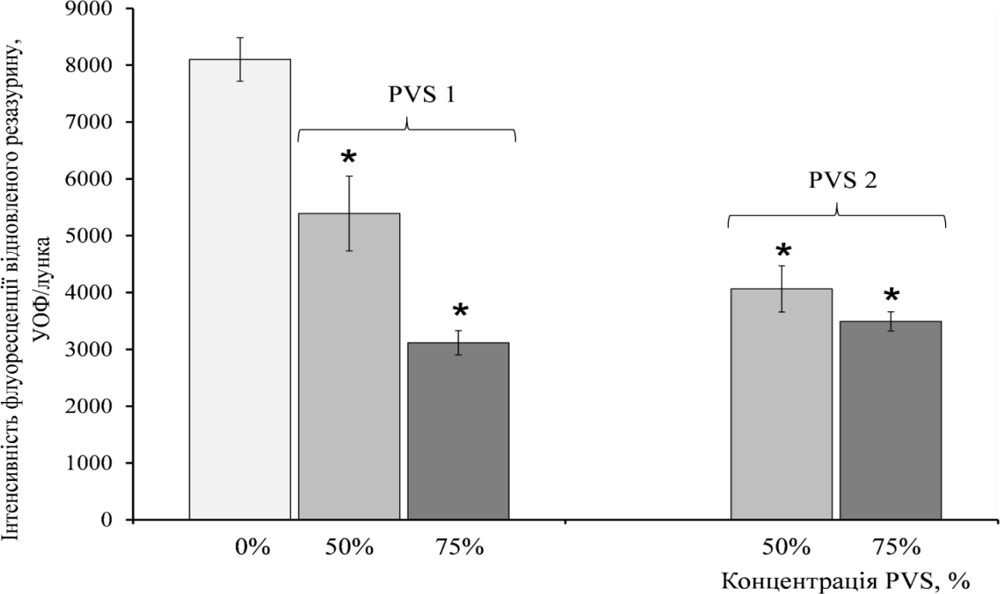 Інтенсивність флуоресценції відновленого резазурину,
УОФ/лунка
9000
8000
7000
6000
5000
4000
3000
2000
1000
0
PVS 1
*
*
PVS 2
*
*
0% 50% 75% 50% 75%
Концентрація PVS, %